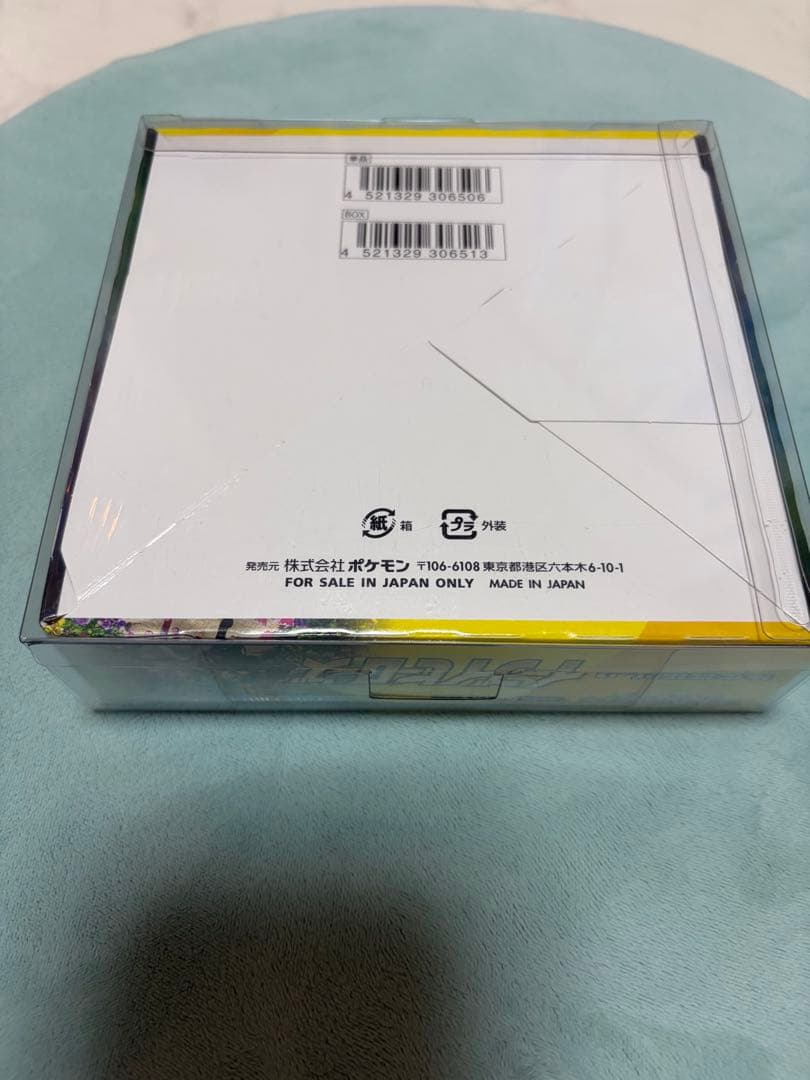 単品
4 521329 306506
BOX
4 521329 306513
紙 箱 プラ 外装
発売元 株式会社 ポケモン 〒106-6108 東京都港区六本木6-10-1
FOR SALE IN JAPAN ONLY MADE IN JAPAN